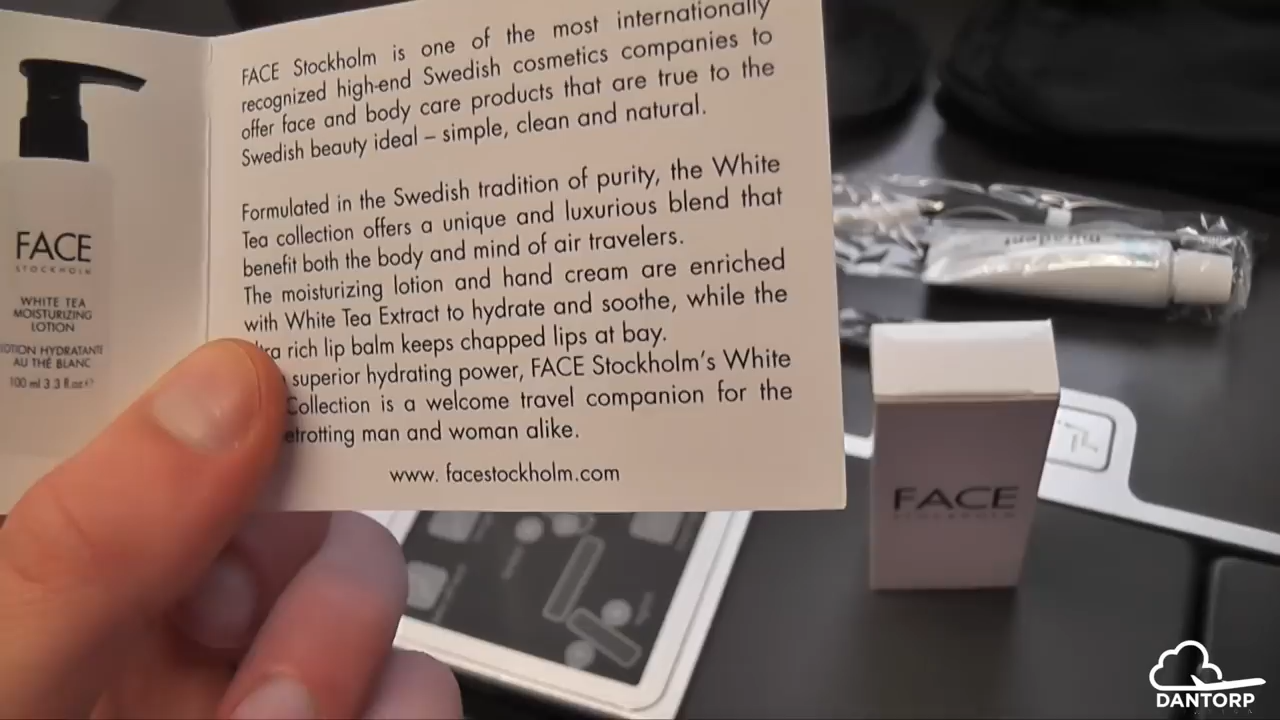 FACE Stockholm is one of the most internationally
recognized high-end Swedish cosmetics companies to
offer face and body care products that are true to the
Swedish beauty ideal – simple, clean and natural.
Formulated in the Swedish tradition of purity, the White
Tea collection offers a unique and luxurious blend that
benefit both the body and mind of air travelers.
The moisturizing lotion and hand cream are enriched
with White Tea Extract to hydrate and soothe, while the
rich lip balm keeps chapped lips at bay.
superior hydrating power, FACE Stockholm's White
Collection is a welcome travel companion for the
man and woman alike.
www. facestockholm.com
FACE
STOCKHOLM
WHITE TEA
MOISTURIZING
LOTION
LOTION HYDRATANTE
AU THÉ BLANC
100 ml 3 3 fl.oz
FACE
STOCKHOLM
DANTORP